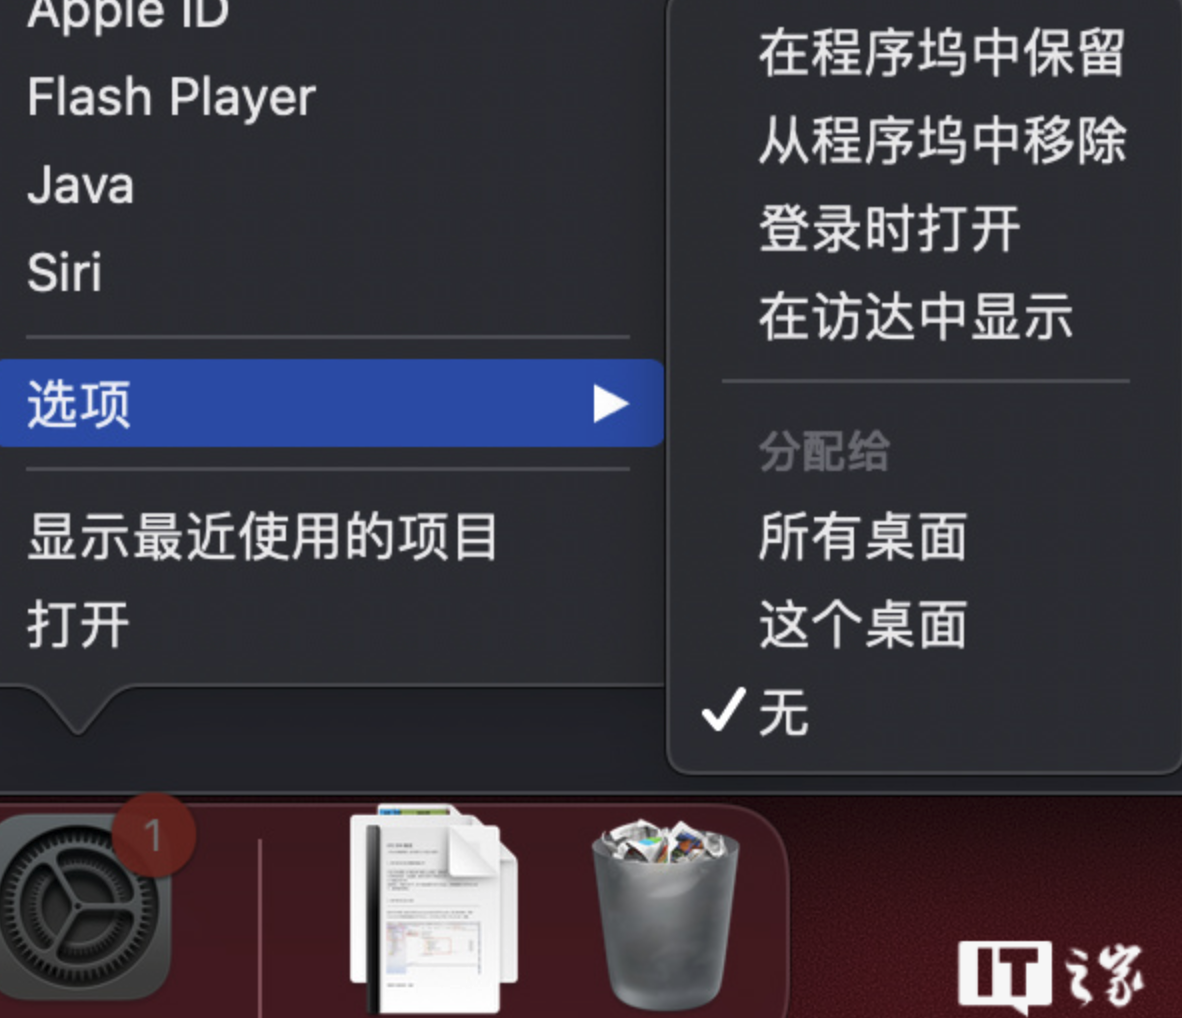 Apple ID
Flash Player
Java
Siri
选项
显示最近使用的项目
打开
在程序坞中保留
从程序坞中移除
登录时打开
在访达中显示
分配给
所有桌面
这个桌面
无
1
IT之家